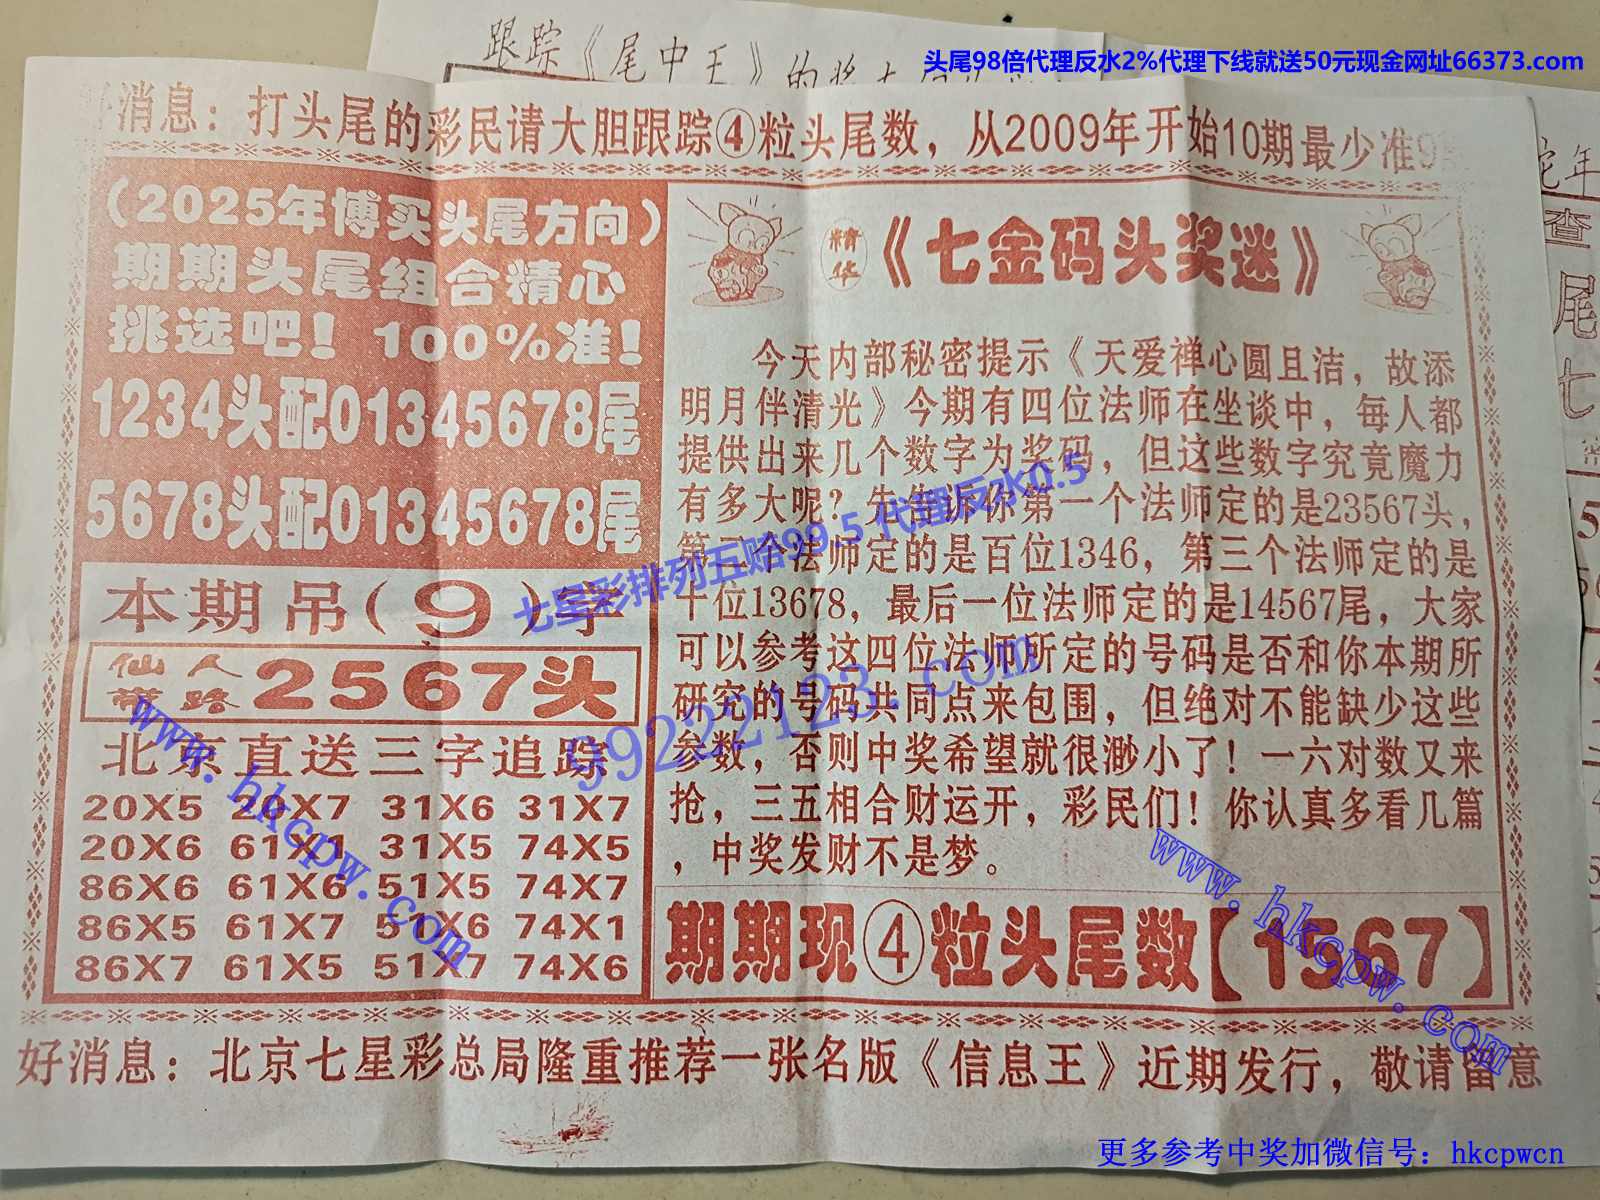 头尾98倍代理反水2%代理下线就送50元现金网址66373.com
跟踪《尾中王》的奖
消息：打头尾的彩民请大胆跟踪④粒头尾数，从2009年开始10期最少准9
(2025年博买头尾方向)
期期头尾组合精心
挑选吧！100%准！
1234头配01345678尾
5678头配01345678尾
本期吊(9)字
仙人
带路
2567头
北京直送三字追踪
20X5 20X7 31X6 31X7
20X6 61X1 31X5 74X5
86X6 61X6 51X5 74X7
86X5 61X7 51X6 74X1
86X7 61X5 51X7 74X6
精华
《七金码头奖迷》
今天内部秘密提示《天爱禅心圆且洁，故添
明月伴清光》今期有四位法师在坐谈中，每人都
提供出来几个数字为奖码，但这些数字究竟魔力
有多大呢？先告诉你第一个法师定的是23567头，
第二个法师定的是百位1346，第三个法师定的是
十位13678，最后一位法师定的是14567尾，大家
可以参考这四位法师所定的号码是否和你本期所
研究的号码共同点来包围，但绝对不能缺少这些
参数，否则中奖希望就很渺小了！一六对数又来
抢，三五相合财运开，彩民们！你认真多看几篇
，中奖发财不是梦。
期期现④粒头尾数【1567】
好消息：北京七星彩总局隆重推荐一张名版《信息王》近期发行，敬请留意
七星彩排列五赔99.5 代理反zk0.5
99222123.com
www.hkcpw.com
www.hkcpw.com
年
查
尾
七
更多参考中奖加微信号：hkcpwcn